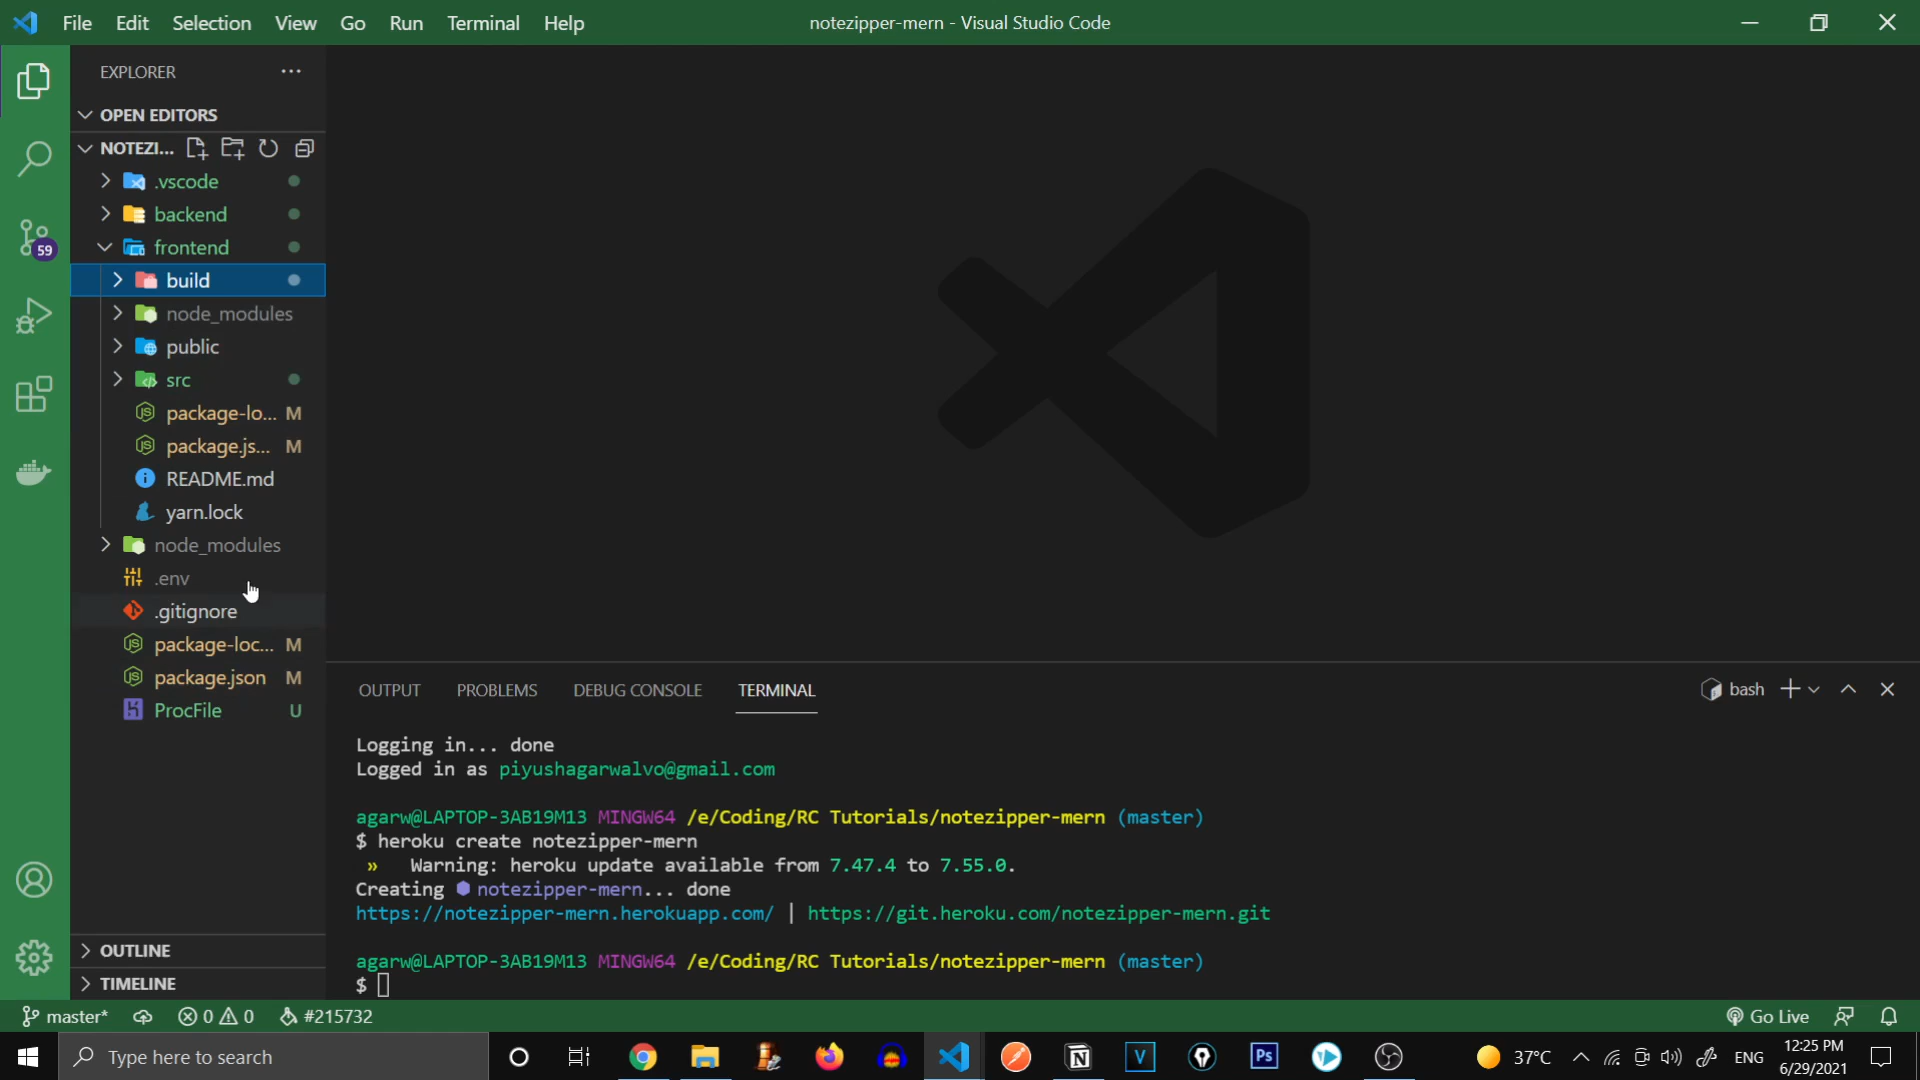 File Edit Selection View Go Run Terminal Help
notezipper-mern - Visual Studio Code
EXPLORER
OPEN EDITORS
NOTEZI...
.vscode
backend
frontend
build
node_modules
public
src
package-lo... M
package.js... M
README.md
yarn.lock
node_modules
.env
.gitignore
package-loc... M
package.json M
ProcFile U
OUTLINE
TIMELINE
59
OUTPUT PROBLEMS DEBUG CONSOLE TERMINAL
bash
Logging in... done
Logged in as piyushagarwalvo@gmail.com
agarw@LAPTOP-3AB19M13 MINGW64 /e/Coding/RC Tutorials/notezipper-mern (master)
$ heroku create notezipper-mern
» Warning: heroku update available from 7.47.4 to 7.55.0.
Creating ⬢ notezipper-mern... done
https://notezipper-mern.herokuapp.com/ | https://git.heroku.com/notezipper-mern.git
agarw@LAPTOP-3AB19M13 MINGW64 /e/Coding/RC Tutorials/notezipper-mern (master)
$
master* 0 0 #215732
Go Live
Type here to search
V
Ps
37°C
ENG
12:25 PM
6/29/2021